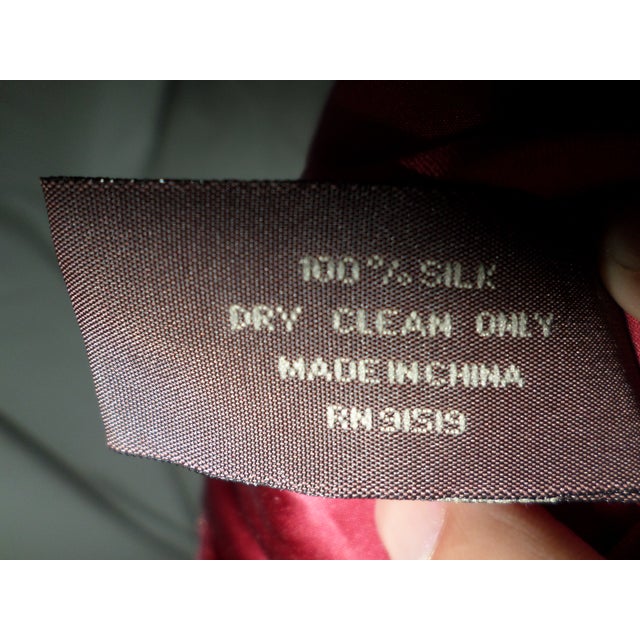 100% SILK
DRY CLEAN ONLY
MADE IN CHINA
RN 91519